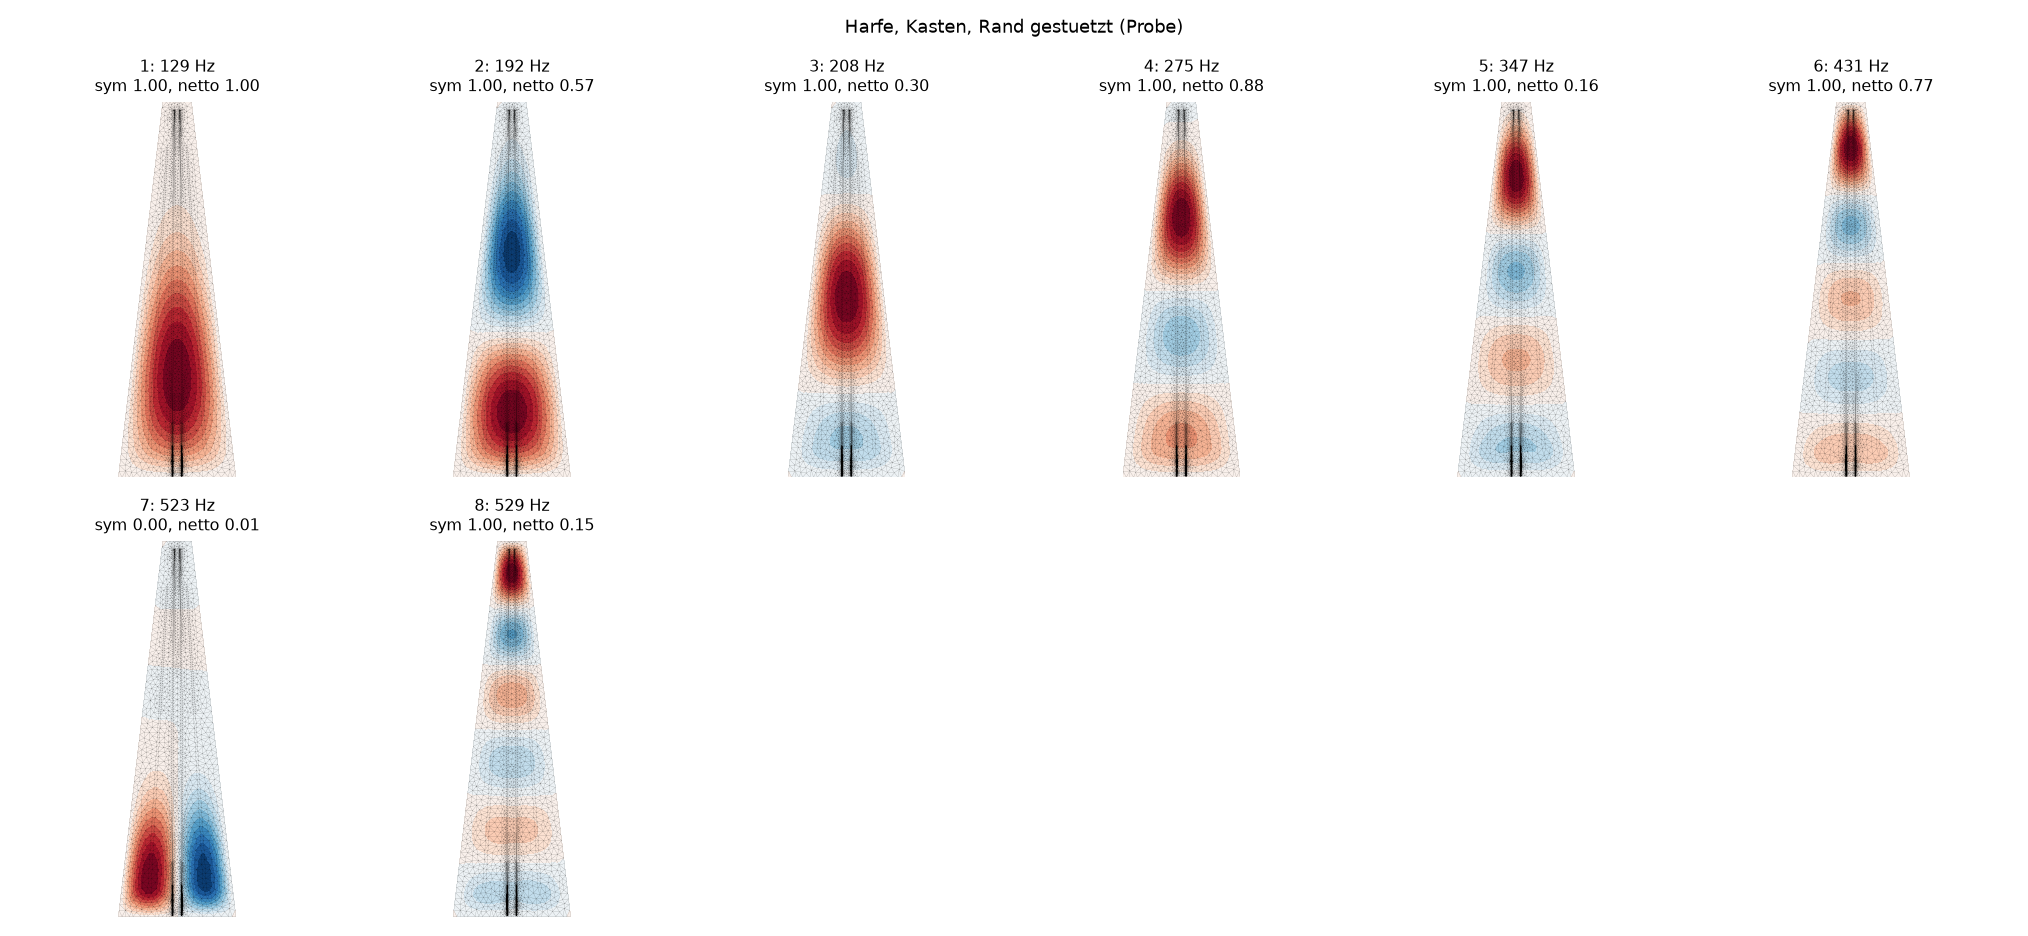 Harfe, Kasten, Rand gestuetzt (Probe)
1: 129 Hz
sym 1.00, netto 1.00
2: 192 Hz
sym 1.00, netto 0.57
3: 208 Hz
sym 1.00, netto 0.30
4: 275 Hz
sym 1.00, netto 0.88
5: 347 Hz
sym 1.00, netto 0.16
6: 431 Hz
sym 1.00, netto 0.77
7: 523 Hz
sym 0.00, netto 0.01
8: 529 Hz
sym 1.00, netto 0.15